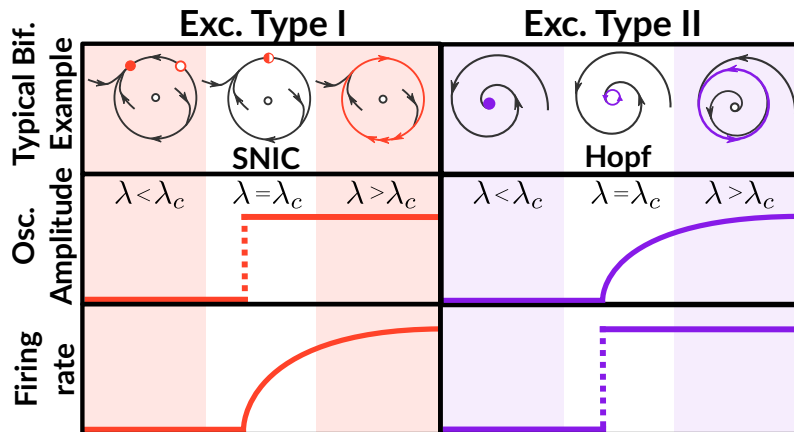 Exc. Type I
Exc. Type II
Typical Bif.
Example
SNIC
Hopf
Osc.
Amplitude
λ < λc
λ = λc
λ > λc
λ < λc
λ = λc
λ > λc
Firing
rate